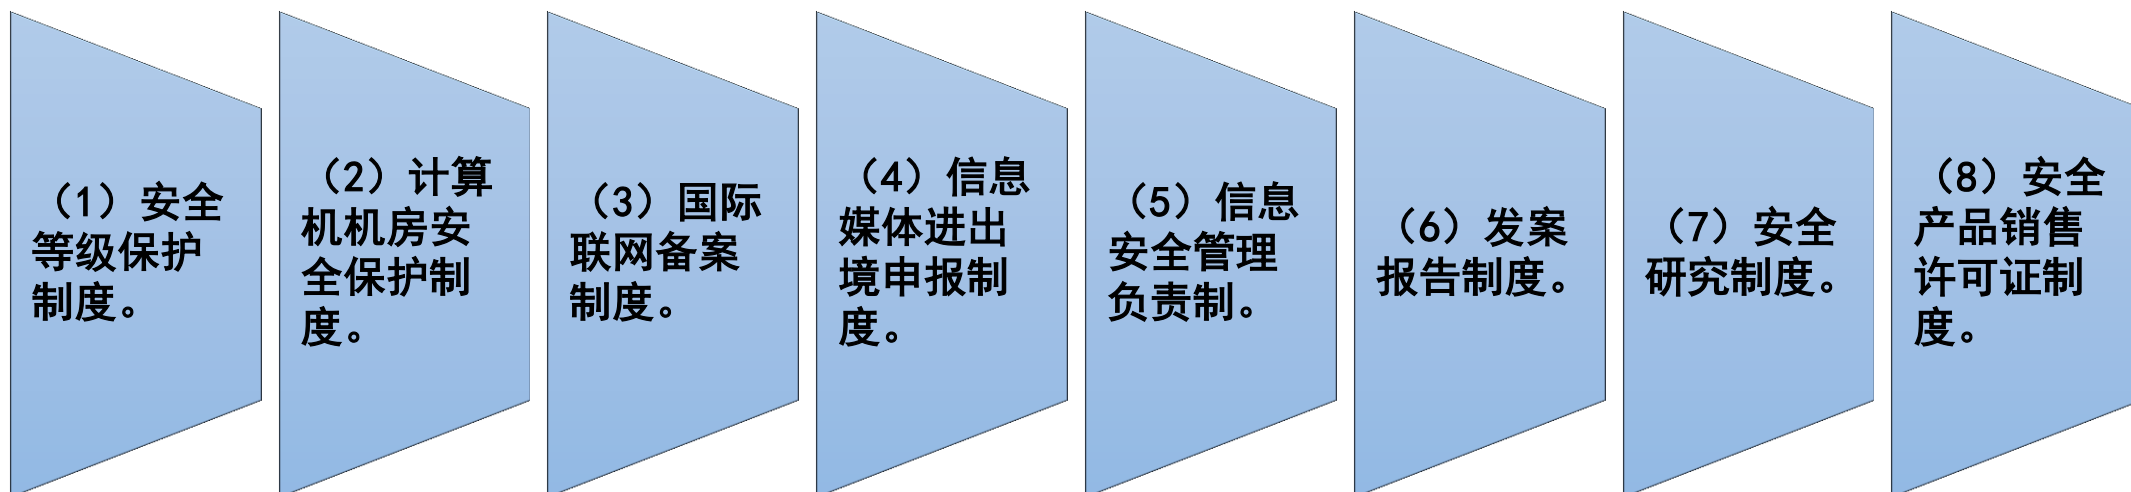 （1）安全
等级保护
制度。
（2）计算
机机房安
全保护制
度。
（3）国际
联网备案
制度。
（4）信息
媒体进出
境申报制
度。
（5）信息
安全管理
负责制。
（6）发案
报告制度。
（7）安全
研究制度。
（8）安全
产品销售
许可证制
度。